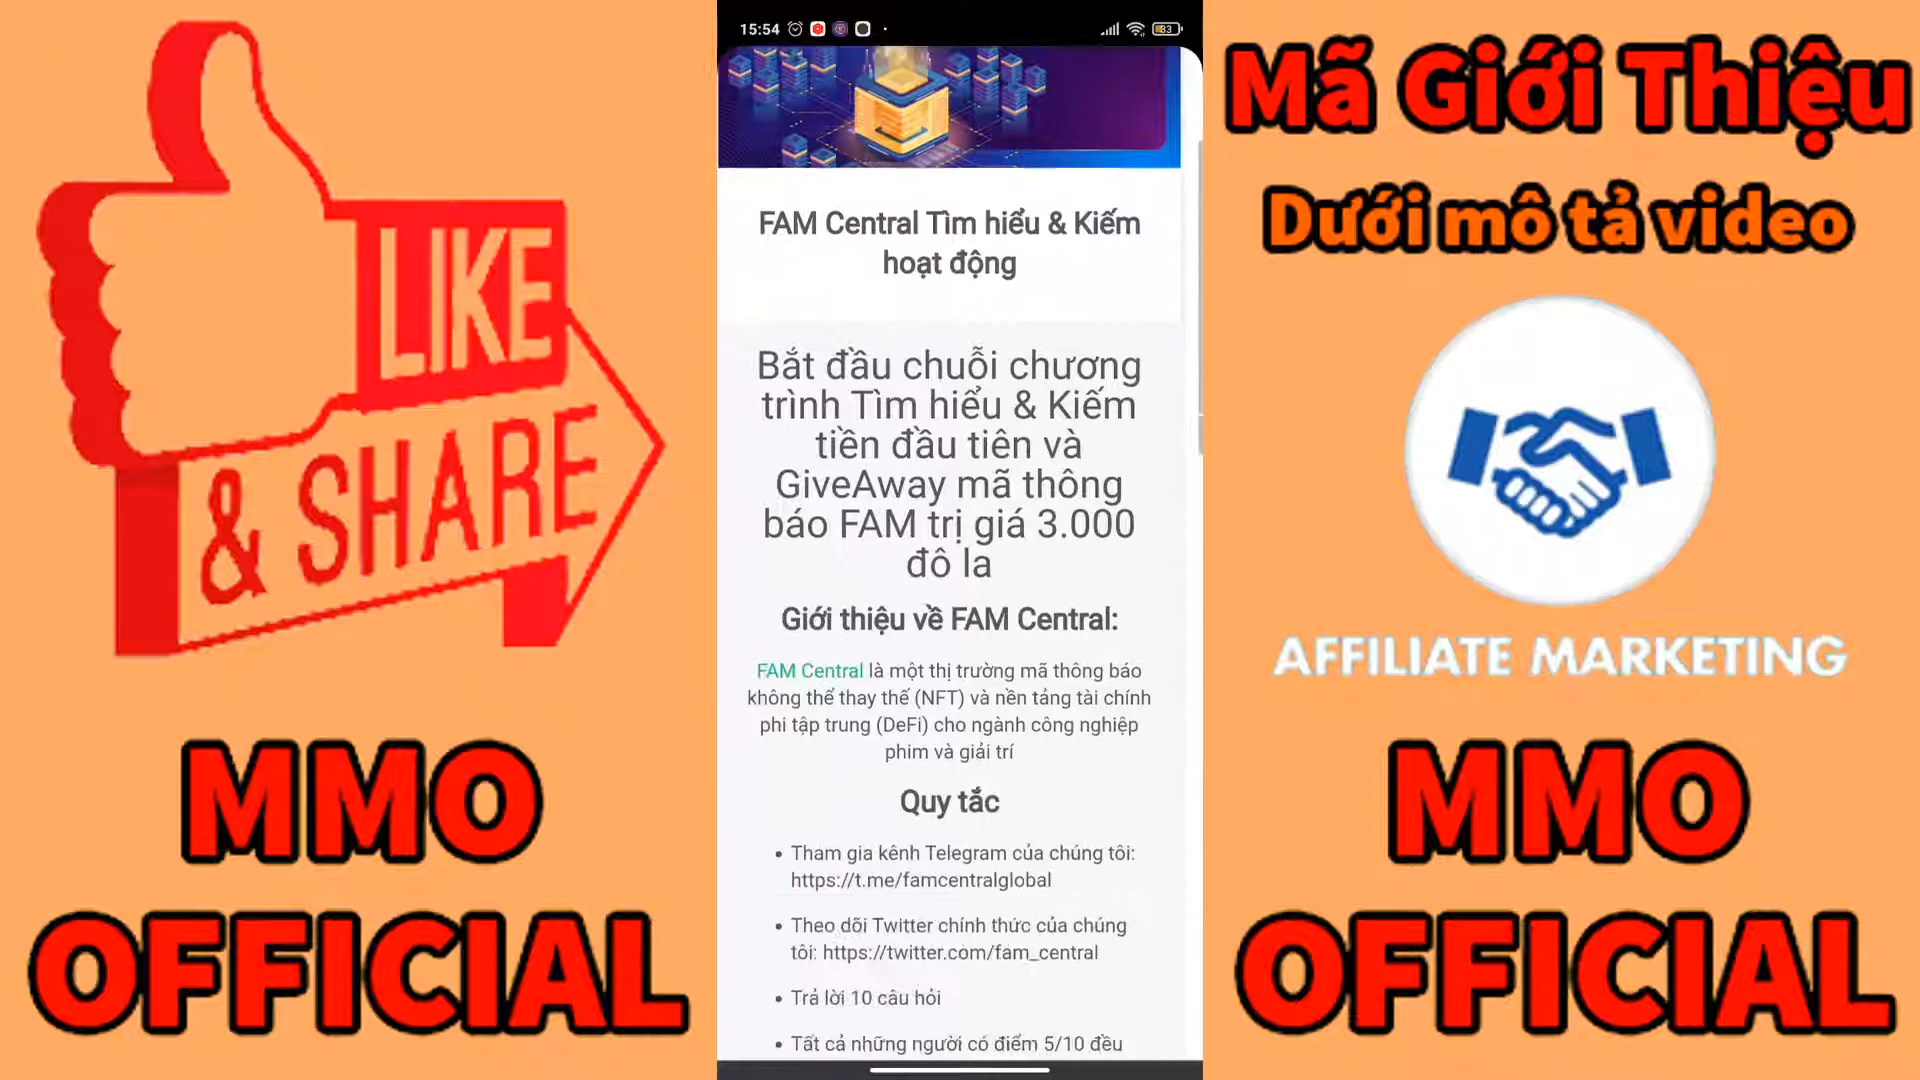 LIKE
& SHARE
MMO
OFFICIAL
15:54
83
FAM Central Tìm hiểu & Kiếm
hoạt động
Bắt đầu chuỗi chương
trình Tìm hiểu & Kiếm
tiền đầu tiên và
GiveAway mã thông
báo FAM trị giá 3.000
đô la
Giới thiệu về FAM Central:
FAM Central là một thị trường mã thông báo
không thể thay thế (NFT) và nền tảng tài chính
phi tập trung (DeFi) cho ngành công nghiệp
phim và giải trí
Quy tắc
• Tham gia kênh Telegram của chúng tôi:
https://t.me/famcentralglobal
• Theo dõi Twitter chính thức của chúng
tôi: https://twitter.com/fam_central
• Trả lời 10 câu hỏi
• Tất cả những người có điểm 5/10 đều
Mã Giới Thiệu
Dưới mô tả video
AFFILIATE MARKETING
MMO
OFFICIAL